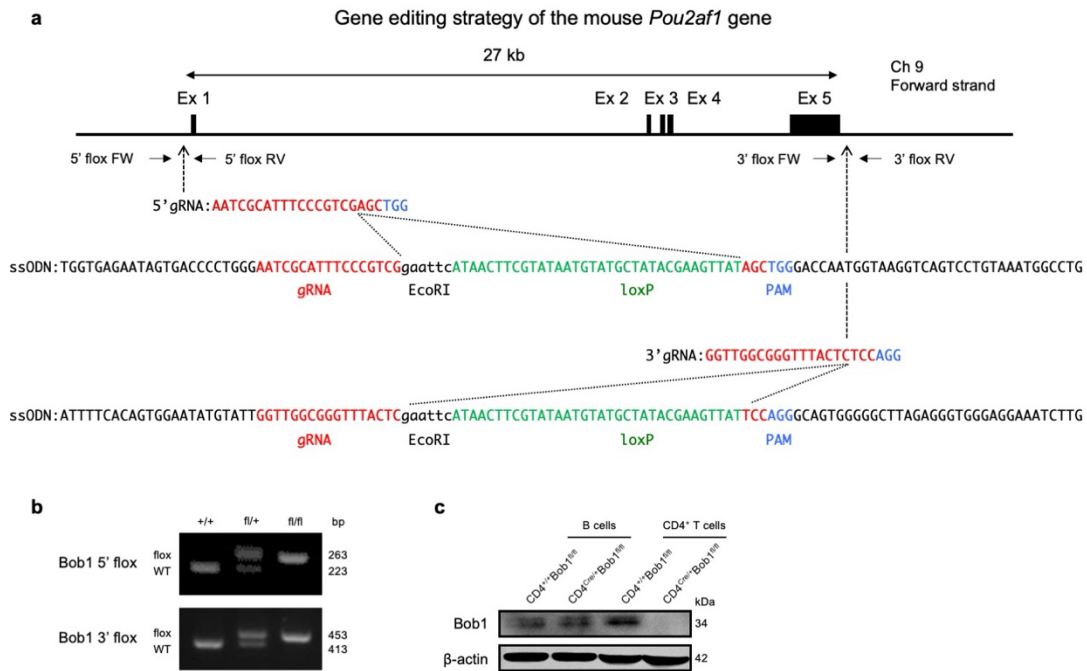 a
Gene editing strategy of the mouse Pou2af1 gene
27 kb
Ch 9
Forward strand
Ex 1
Ex 2
Ex 3
Ex 4
Ex 5
5’ flox FW
5’ flox RV
3’ flox FW
3’ flox RV
5’gRNA:AATCGCATTTCCCGTCGAGCTGG
ssODN:TGGTGAGAATAGTGACCCCTGGGAATCGCATTTCCCGTCGgaattcATAACTTCGTATAATGTATGCTATACGAAGTTATAGCTGGGACCAATGGTAAGGTCAGTCCTGTAAATGGCCTG
gRNA EcoRI loxP PAM
3’gRNA:GGTTGGCGGGTTTACTCTCCAGG
ssODN:ATTTTCACAGTGGAATATGTATTGGTTGGCGGGTTTACTCgaattcATAACTTCGTATAATGTATGCTATACGAAGTTATTCCAGGGCAGTGGGGGCTTAGAGGGTGGGAGGAAATCTTG
gRNA EcoRI loxP PAM
b
+/+ fl/+ fl/fl bp
Bob1 5’ flox
flox 263
WT 223
Bob1 3’ flox
flox 453
WT 413
c
B cells CD4+ T cells
CD4+/+Bob1fl/fl
CD4Cre/+Bob1fl/fl
CD4+/+Bob1fl/fl
CD4Cre/+Bob1fl/fl
kDa
Bob1 34
β-actin 42